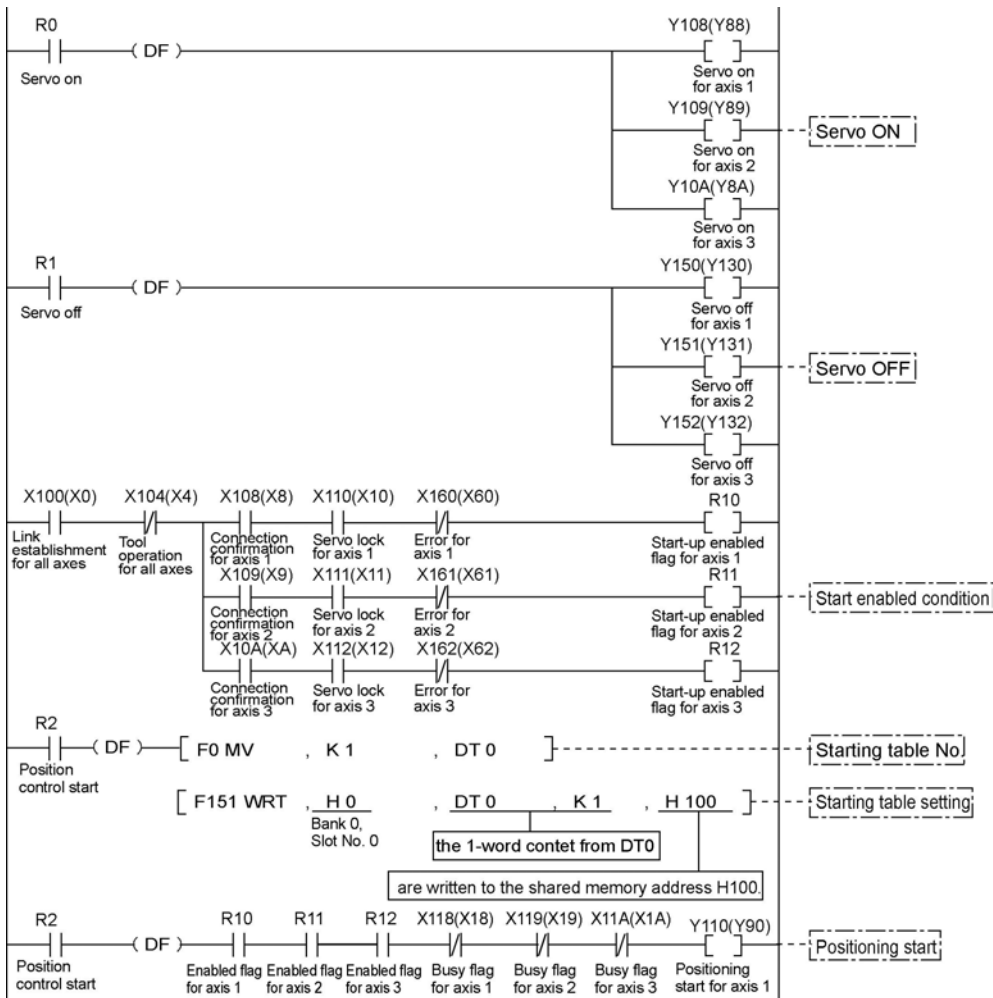 R0
( DF )
Y108(Y88)
Servo on
Servo on
for axis 1
Y109(Y89)
Servo ON
Servo on
for axis 2
Y10A(Y8A)
Servo on
for axis 3
R1
( DF )
Y150(Y130)
Servo off
Servo off
for axis 1
Y151(Y131)
Servo OFF
Servo off
for axis 2
Y152(Y132)
Servo off
for axis 3
X100(X0) X104(X4) X108(X8) X110(X10) X160(X60) R10
Link
establishment
for all axes
Tool
operation
for all axes
Connection
confirmation
for axis 1
Servo lock
for axis 1
Error for
axis 1
Start-up enabled
flag for axis 1
X109(X9) X111(X11) X161(X61) R11
Start enabled condition
Connection
confirmation
for axis 2
Servo lock
for axis 2
Error for
axis 2
Start-up enabled
flag for axis 2
X10A(XA) X112(X12) X162(X62) R12
Connection
confirmation
for axis 3
Servo lock
for axis 3
Error for
axis 3
Start-up enabled
flag for axis 3
R2
( DF ) [ F0 MV , K 1 , DT 0 ] Starting table No.
Position
control start
[ F151 WRT , H 0 , DT 0 , K 1 , H 100 ] Starting table setting
Bank 0,
Slot No. 0
the 1-word contet from DT0
are written to the shared memory address H100.
R2 R10 R11 R12 X118(X18) X119(X19) X11A(X1A) Y110(Y90)
( DF ) Positioning start
Position
control start
Enabled flag
for axis 1
Enabled flag
for axis 2
Enabled flag
for axis 3
Busy flag
for axis 1
Busy flag
for axis 2
Busy flag
for axis 3
Positioning
start for axis 1